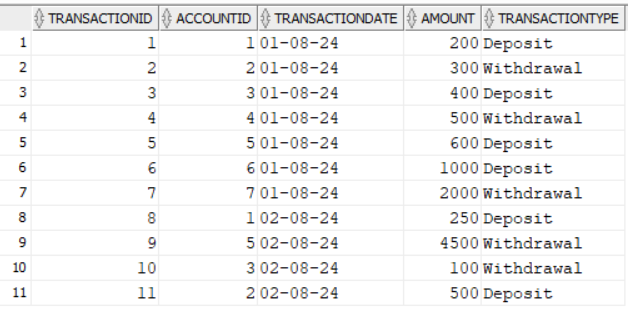 TRANSACTIONID ACCOUNTID TRANSACTIONDATE AMOUNT TRANSACTIONTYPE
1 1 1 01-08-24 200 Deposit
2 2 2 01-08-24 300 Withdrawal
3 3 3 01-08-24 400 Deposit
4 4 4 01-08-24 500 Withdrawal
5 5 5 01-08-24 600 Deposit
6 6 6 01-08-24 1000 Deposit
7 7 7 01-08-24 2000 Withdrawal
8 8 1 02-08-24 250 Deposit
9 9 5 02-08-24 4500 Withdrawal
10 10 3 02-08-24 100 Withdrawal
11 11 2 02-08-24 500 Deposit